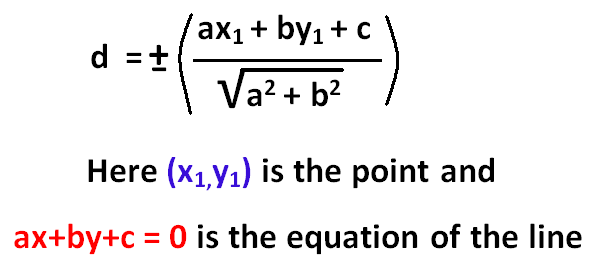 d = ± (ax₁ + by₁ + c / √a² + b²)
Here (x₁,y₁) is the point and
ax+by+c = 0 is the equation of the line